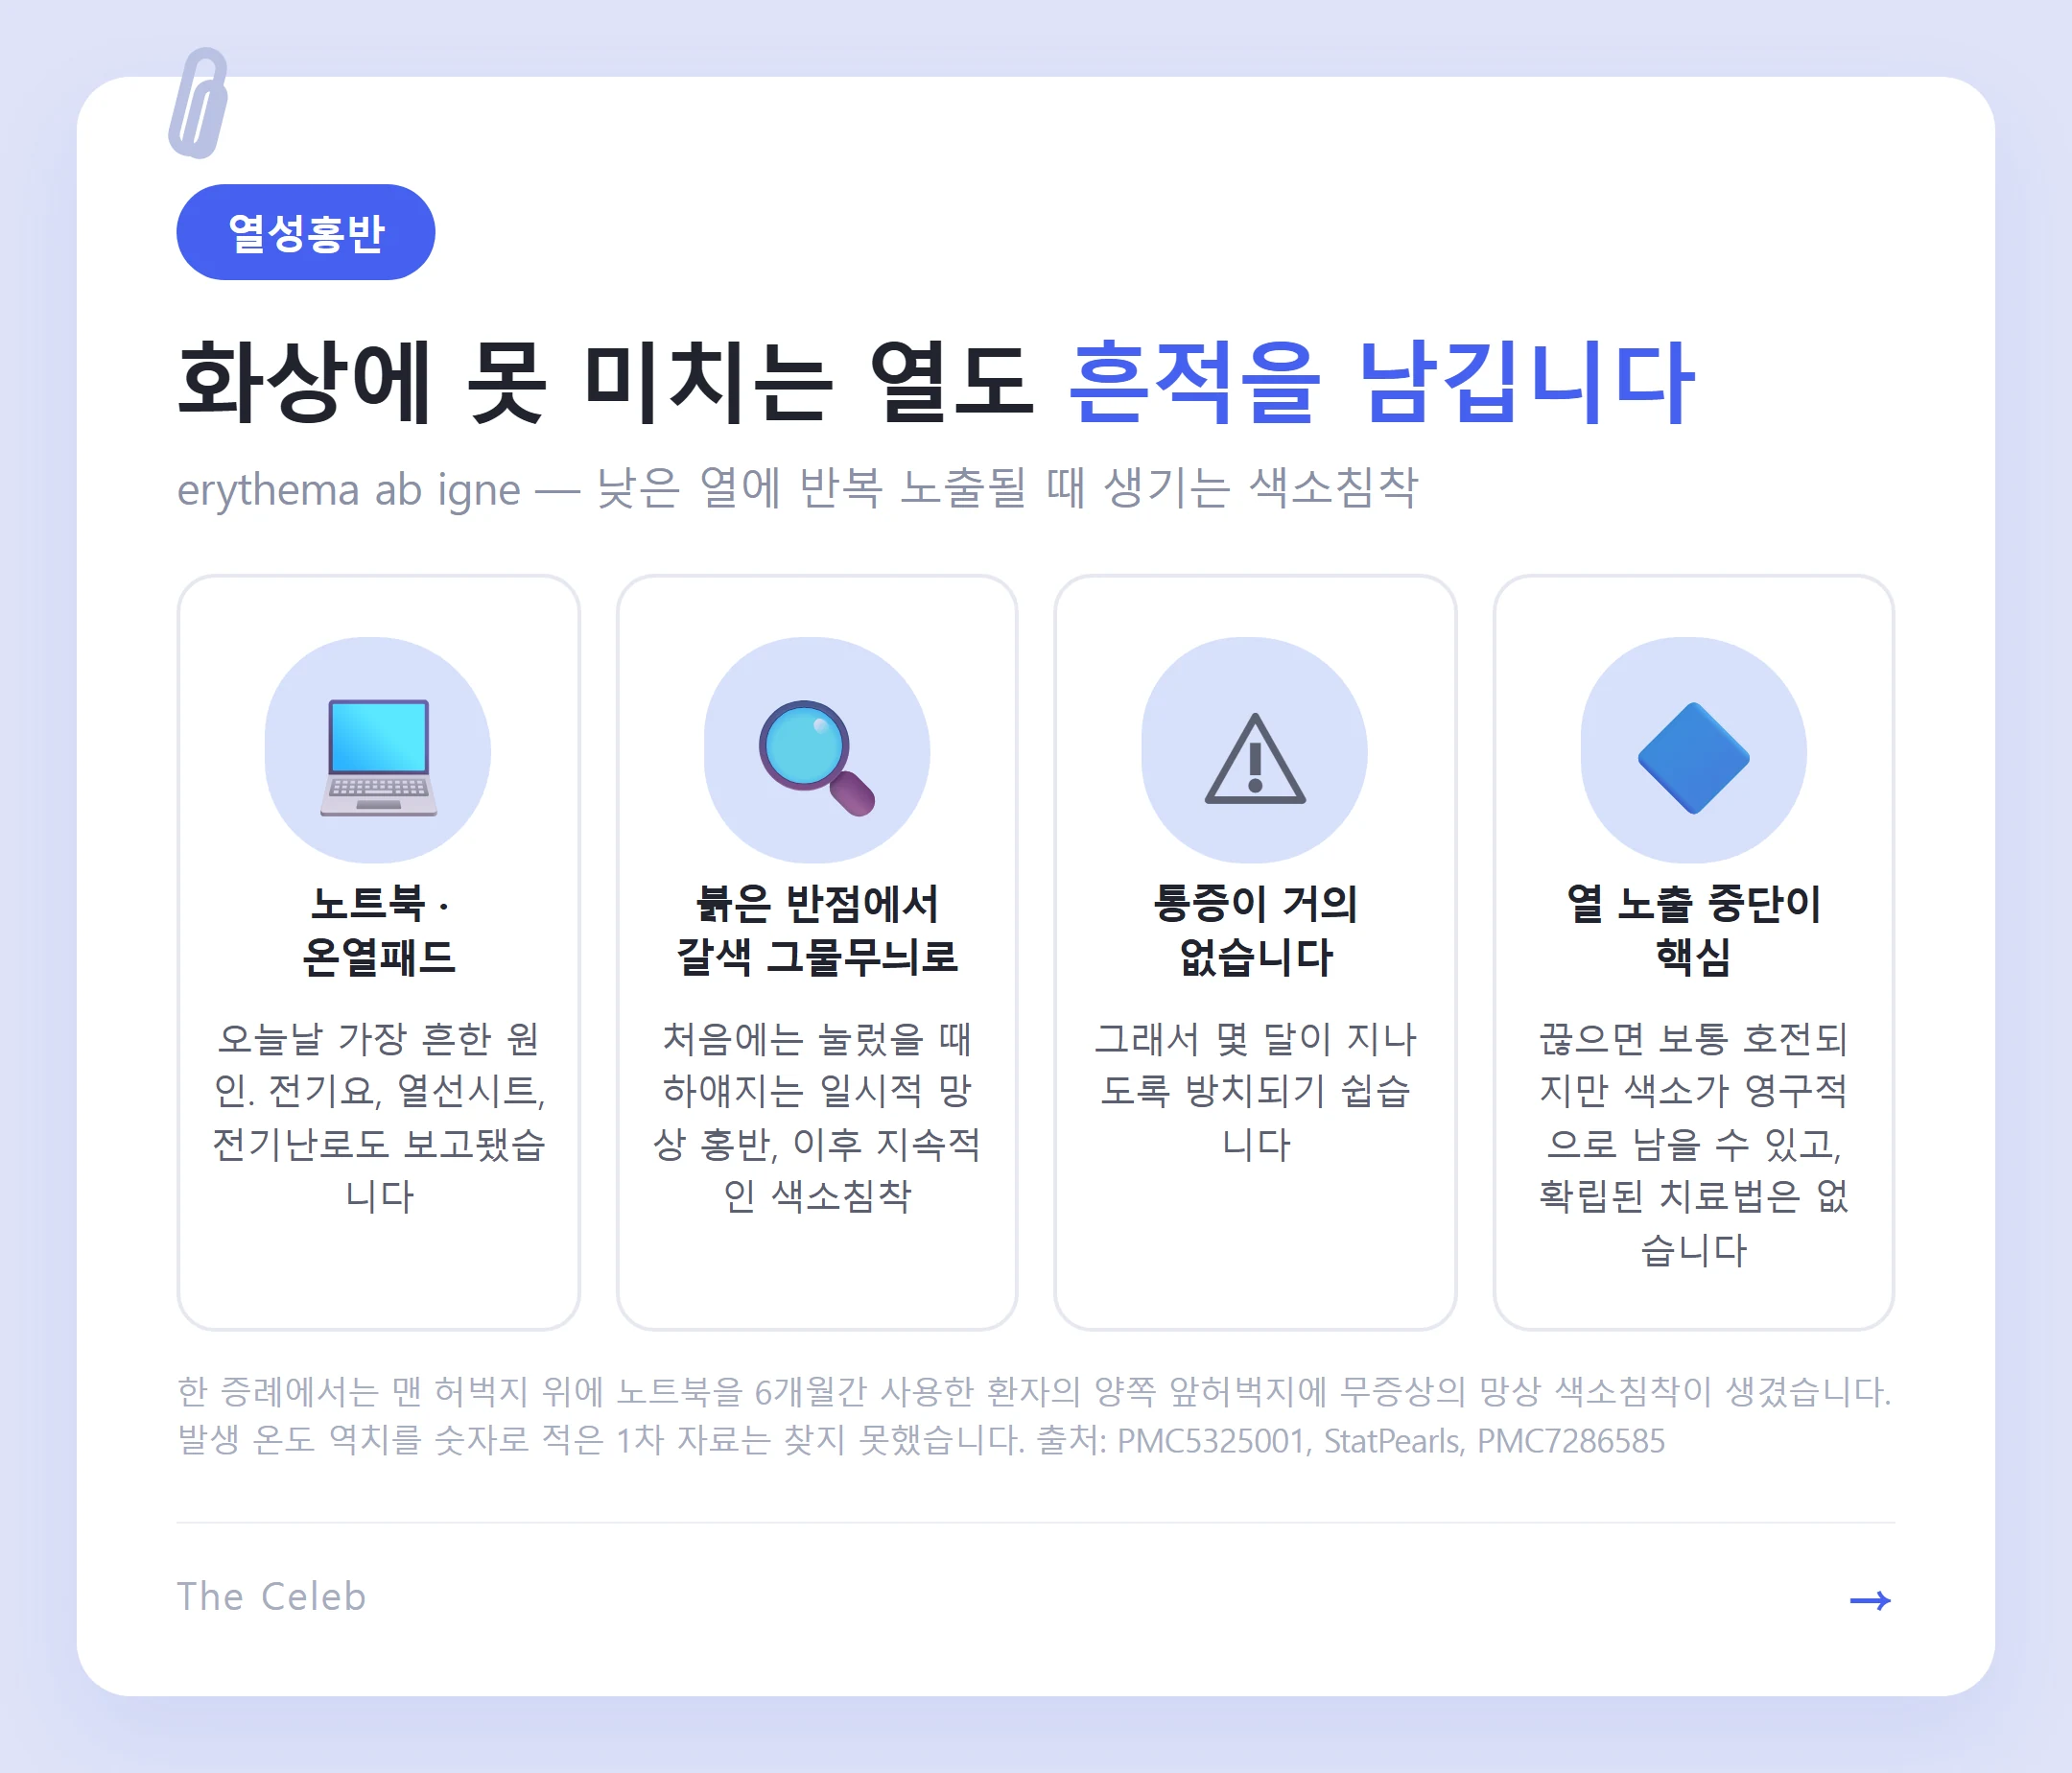 열성홍반
화상에 못 미치는 열도 흔적을 남깁니다
erythema ab igne — 낮은 열에 반복 노출될 때 생기는 색소침착
노트북 ·
온열패드
오늘날 가장 흔한 원
인. 전기요, 열선시트,
전기난로도 보고됐습
니다
붉은 반점에서
갈색 그물무늬로
처음에는 눌렀을 때
하얘지는 일시적 망
상 홍반, 이후 지속적
인 색소침착
통증이 거의
없습니다
그래서 몇 달이 지나
도록 방치되기 쉽습
니다
열 노출 중단이
핵심
끊으면 보통 호전되
지만 색소가 영구적
으로 남을 수 있고,
확립된 치료법은 없
습니다
한 증례에서는 맨 허벅지 위에 노트북을 6개월간 사용한 환자의 양쪽 앞허벅지에 무증상의 망상 색소침착이 생겼습니다.
발생 온도 역치를 숫자로 적은 1차 자료는 찾지 못했습니다. 출처: PMC5325001, StatPearls, PMC7286585
The Celeb →